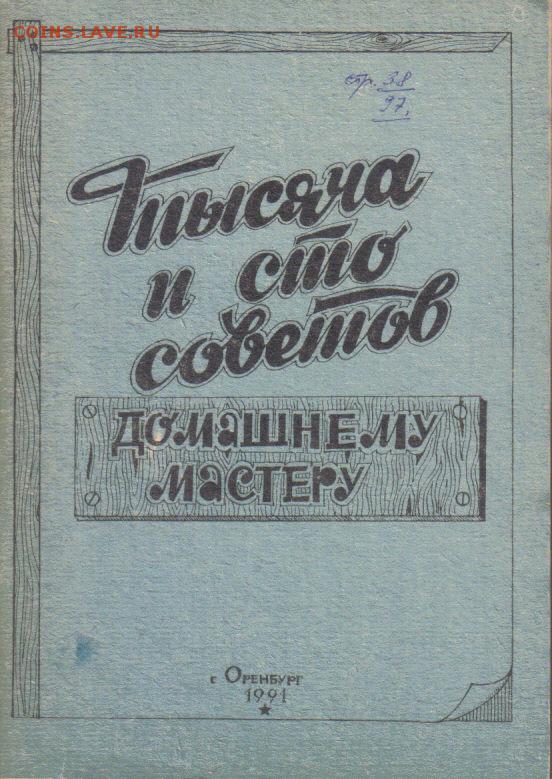 COINS.LAVE.RU
стр. 38
97,
Тысяча
и сто
советов
ДОМАШНЕМУ
МАСТЕРУ
г Оренбург
1991